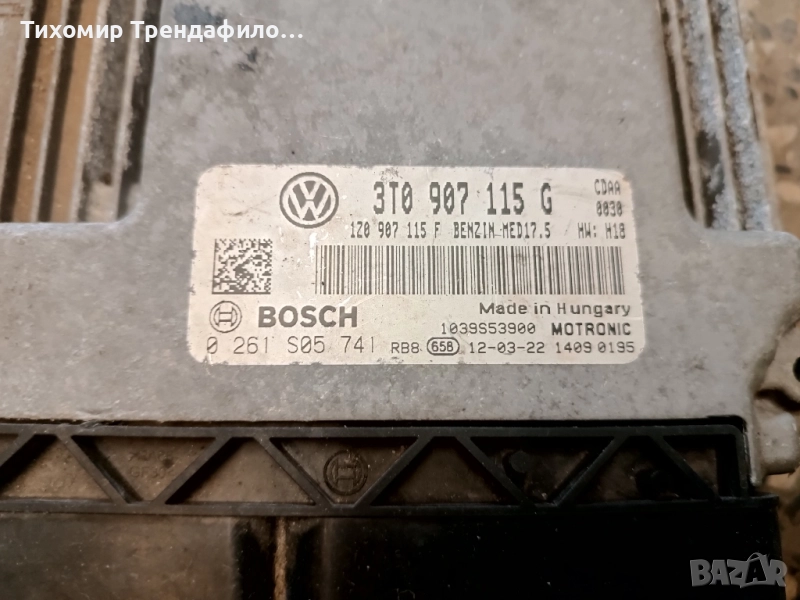 Тихомир Трендафило...
3T0 907 115 G
CDAA
0030
1Z0 907 115 F BENZIN MED17.5 HW: H18
BOSCH
Made in Hungary
1039S53900 MOTRONIC
0 261 S05 741 RB8 658 12-03-22 1409 0195
BAZAR